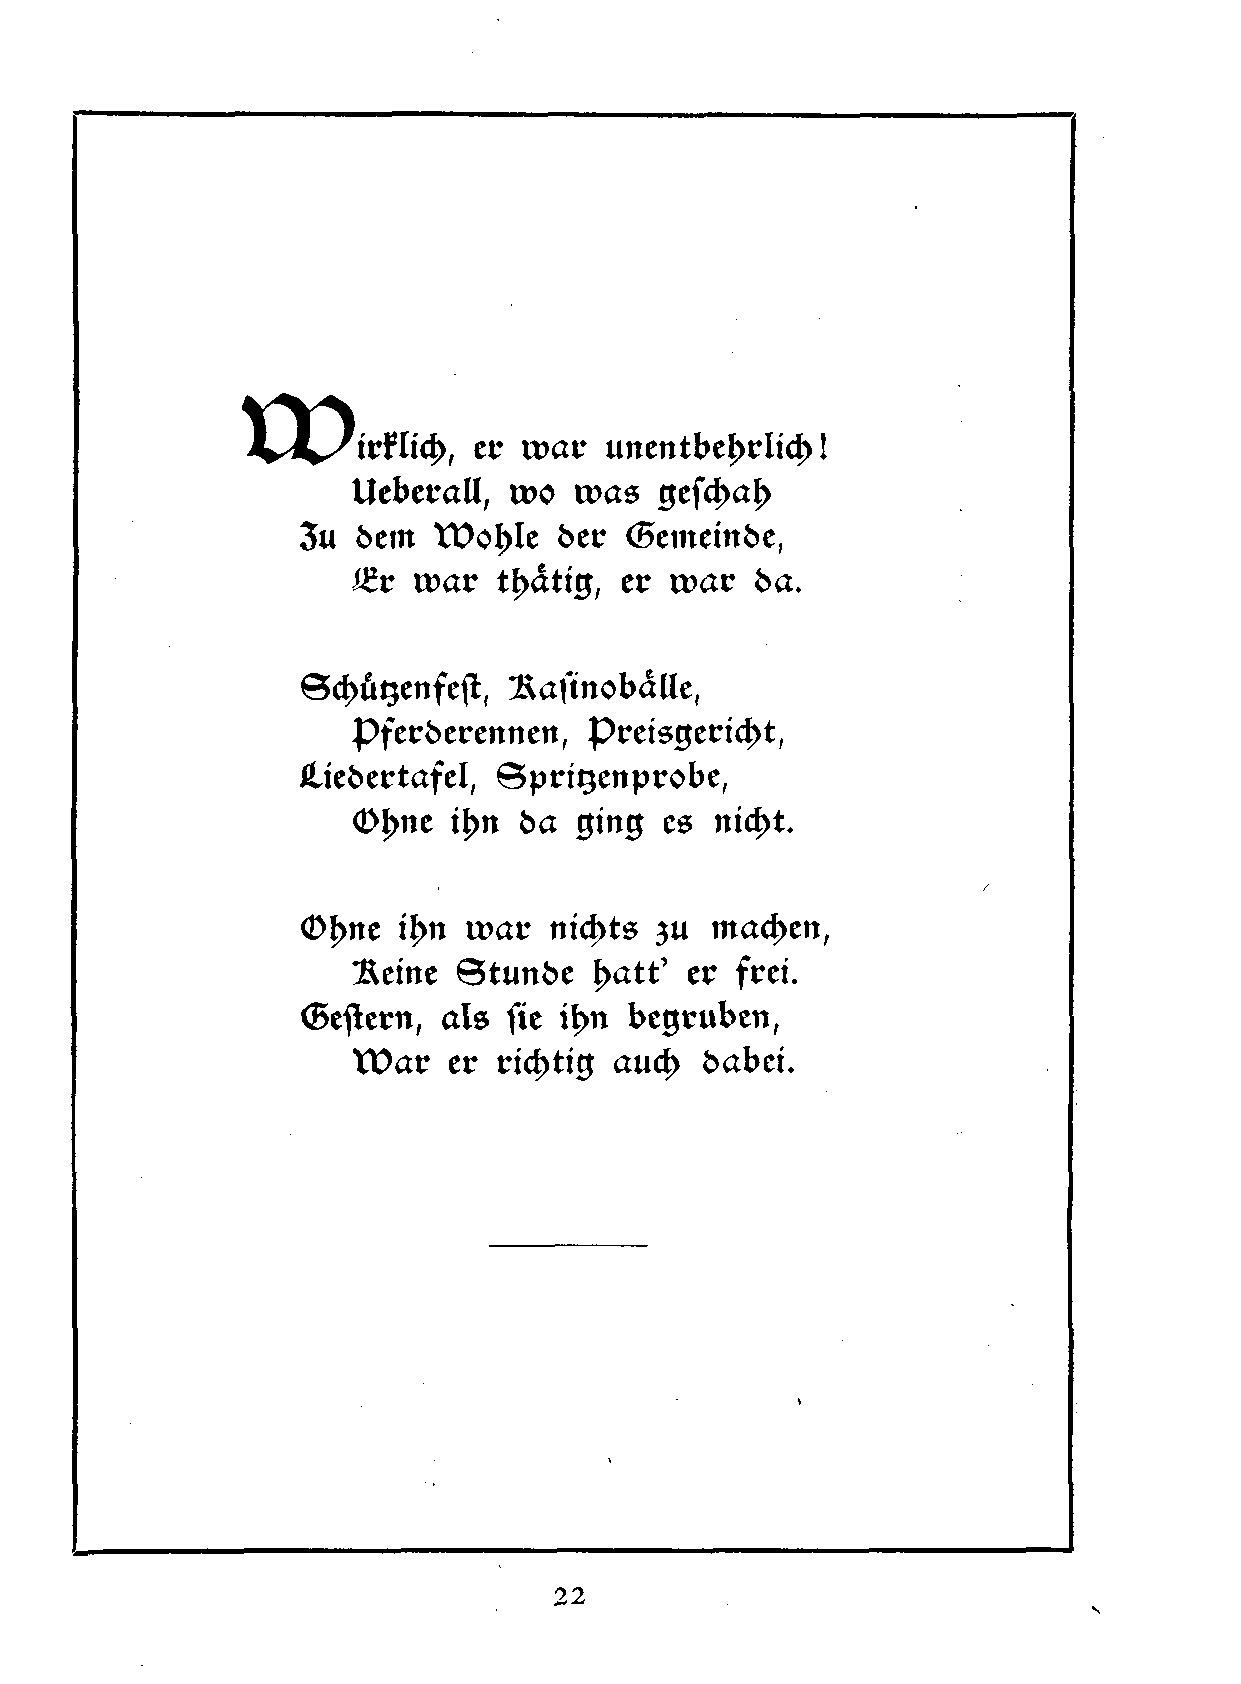 Wirklich, er war unentbehrlich!
Ueberall, wo was geſchah
Zu dem Wohle der Gemeinde,
Er war thätig, er war da.
Schützenfeſt, Kaſinobälle,
Pferderennen, Preisgericht,
Liedertafel, Spritzenprobe,
Ohne ihn da ging es nicht.
Ohne ihn war nichts zu machen,
Keine Stunde hatt' er frei.
Geſtern, als ſie ihn begruben,
War er richtig auch dabei.
22